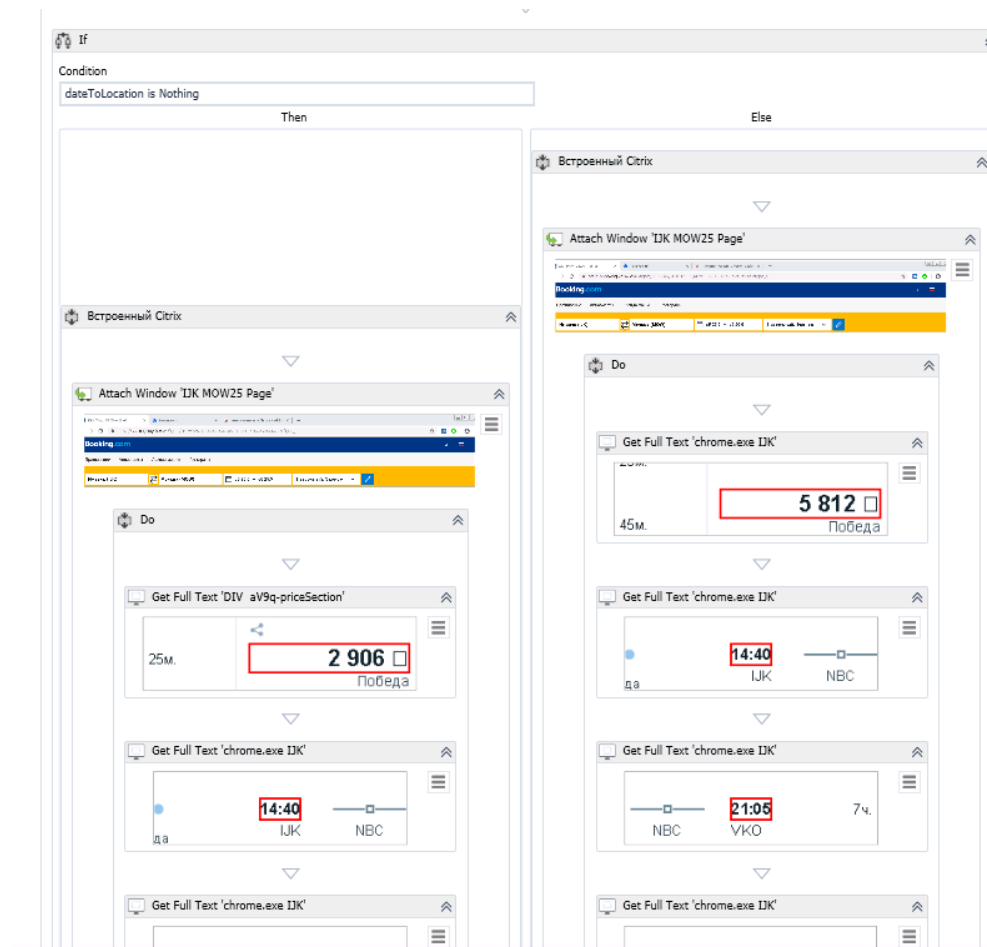 If
Condition
dateToLocation is Nothing
Then
Встроенный Citrix
Attach Window 'IJK MOW25 Page'
Booking.com
Do
Get Full Text 'DIV aV9q-priceSection'
25м.
2 906
Победа
Get Full Text 'chrome.exe IJK'
14:40
IJK
NBC
да
Get Full Text 'chrome.exe IJK'
Else
Встроенный Citrix
Attach Window 'IJK MOW25 Page'
Booking.com
Do
Get Full Text 'chrome.exe IJK'
5 812
45м.
Победа
Get Full Text 'chrome.exe IJK'
14:40
IJK
NBC
да
Get Full Text 'chrome.exe IJK'
21:05
7ч.
NBC
VKO
Get Full Text 'chrome.exe IJK'